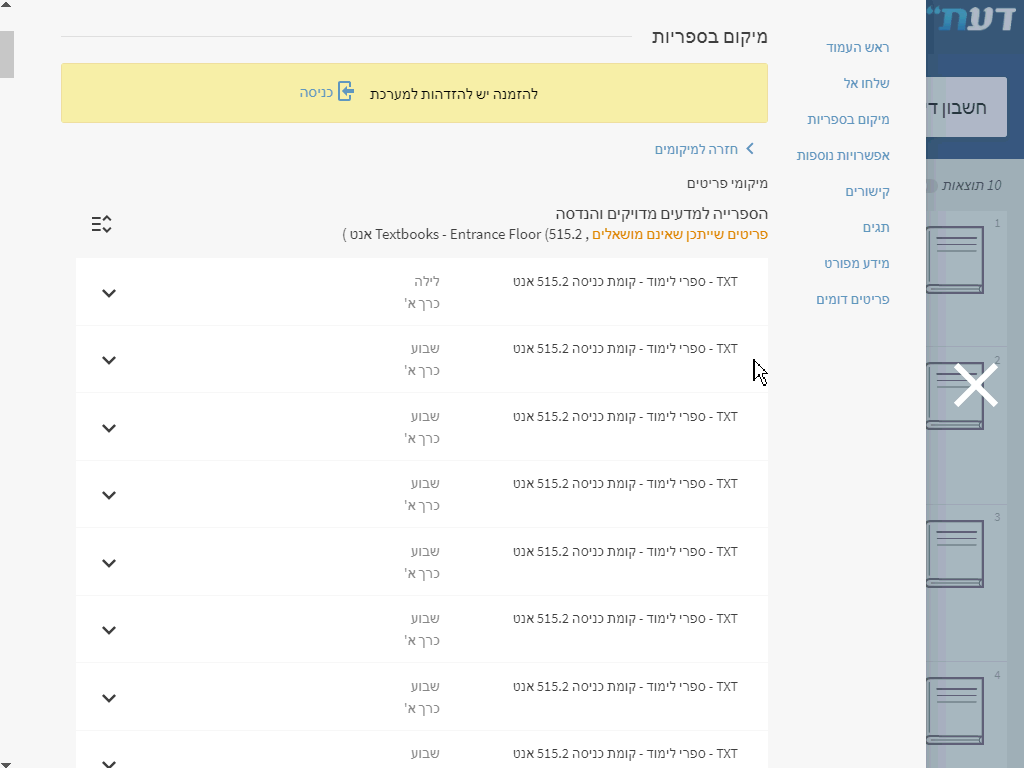 דעת״
חשבון ד
10 תוצאות
1
2
3
4
ראש העמוד
שלחו אל
מיקום בספריות
אפשרויות נוספות
קישורים
תגים
מידע מפורט
פריטים דומים
מיקום בספריות
להזמנה יש להזדהות למערכת כניסה
חזרה למיקומים
מיקומי פריטים
הספרייה למדעים מדויקים והנדסה
פריטים שייתכן שאינם מושאלים , Textbooks - Entrance Floor (515.2 אנט )
TXT - ספרי לימוד - קומת כניסה 515.2 אנט לילה
כרך א'
TXT - ספרי לימוד - קומת כניסה 515.2 אנט שבוע
כרך א'
TXT - ספרי לימוד - קומת כניסה 515.2 אנט שבוע
כרך א'
TXT - ספרי לימוד - קומת כניסה 515.2 אנט שבוע
כרך א'
TXT - ספרי לימוד - קומת כניסה 515.2 אנט שבוע
כרך א'
TXT - ספרי לימוד - קומת כניסה 515.2 אנט שבוע
כרך א'
TXT - ספרי לימוד - קומת כניסה 515.2 אנט שבוע
כרך א'
TXT - ספרי לימוד - קומת כניסה 515.2 אנט שבוע